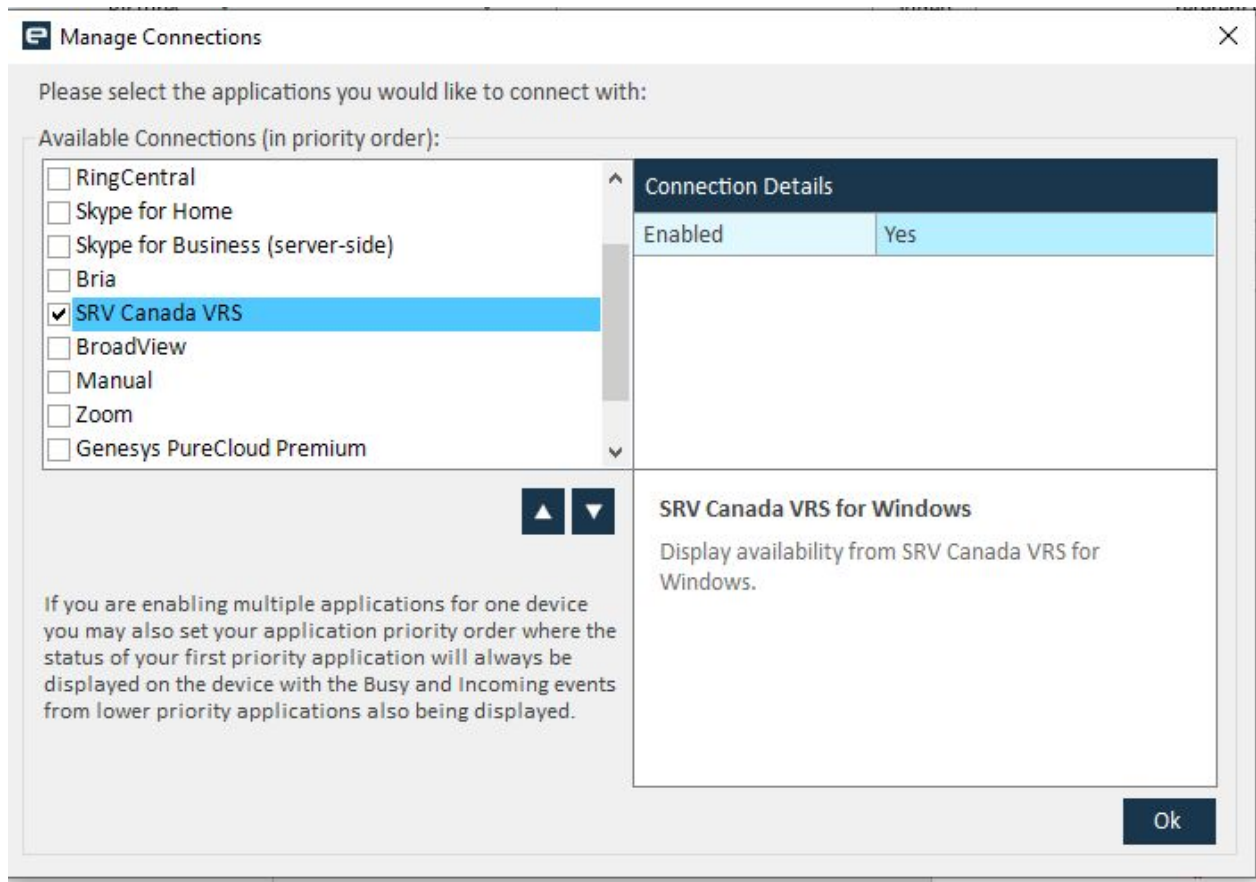 Manage Connections
Please select the applications you would like to connect with:
Available Connections (in priority order):
RingCentral
Skype for Home
Skype for Business (server-side)
Bria
SRV Canada VRS
BroadView
Manual
Zoom
Genesys PureCloud Premium
Connection Details
Enabled Yes
If you are enabling multiple applications for one device
you may also set your application priority order where the
status of your first priority application will always be
displayed on the device with the Busy and Incoming events
from lower priority applications also being displayed.
SRV Canada VRS for Windows
Display availability from SRV Canada VRS for
Windows.
Ok